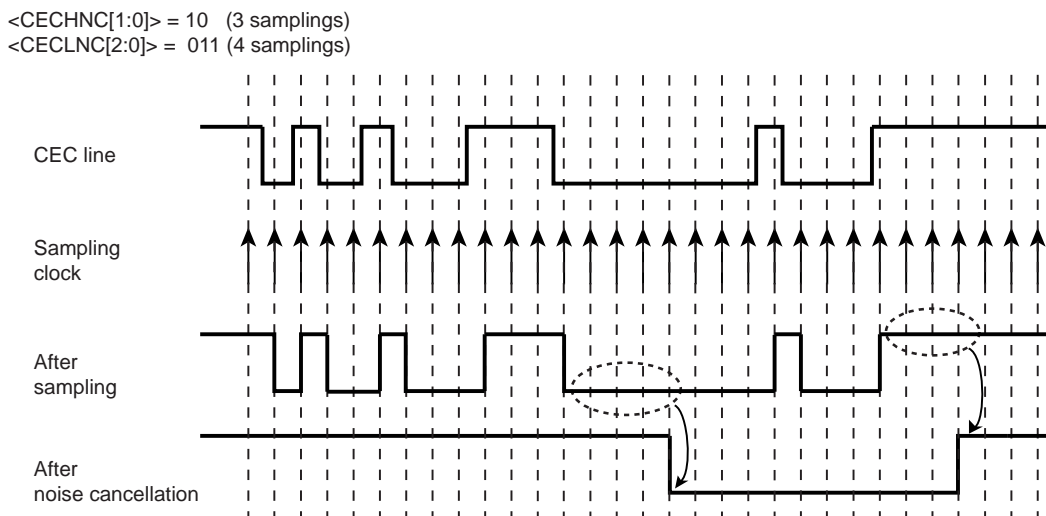 <CECHNC[1:0]> = 10 (3 samplings)
<CECLNC[2:0]> = 011 (4 samplings)
CEC line
Sampling
clock
After
sampling
After
noise cancellation